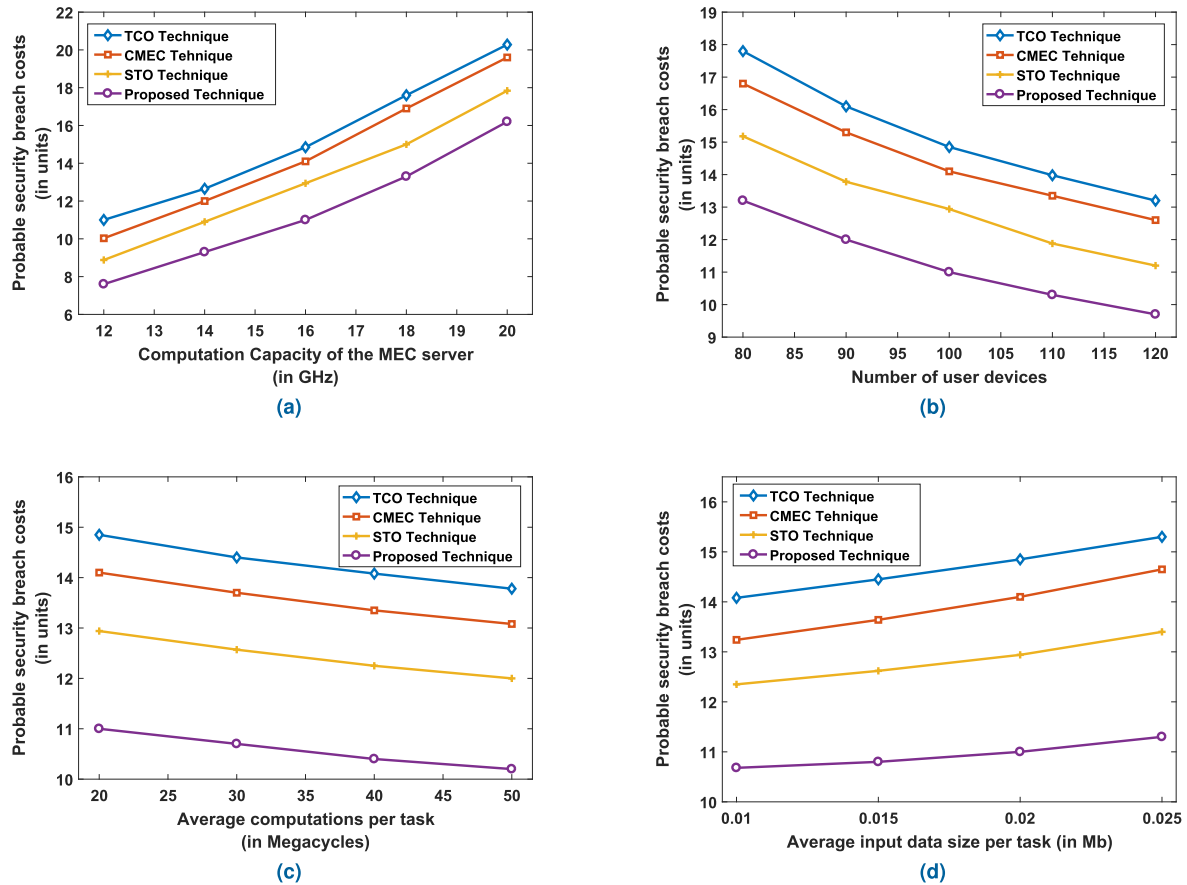 Probable security breach costs
(in units)
22
20
18
16
14
12
10
8
6
TCO Technique
CMEC Tehnique
STO Technique
Proposed Technique
12 13 14 15 16 17 18 19 20
Computation Capacity of the MEC server
(in GHz)
(a)
Probable security breach costs
(in units)
19
18
17
16
15
14
13
12
11
10
9
TCO Technique
CMEC Tehnique
STO Technique
Proposed Technique
80 85 90 95 100 105 110 115 120
Number of user devices
(b)
Probable security breach costs
(in units)
16
15
14
13
12
11
10
TCO Technique
CMEC Tehnique
STO Technique
Proposed Technique
20 25 30 35 40 45 50
Average computations per task
(in Megacycles)
(c)
Probable security breach costs
(in units)
16
15
14
13
12
11
10
TCO Technique
CMEC Tehnique
STO Technique
Proposed Technique
0.01 0.015 0.02 0.025
Average input data size per task (in Mb)
(d)